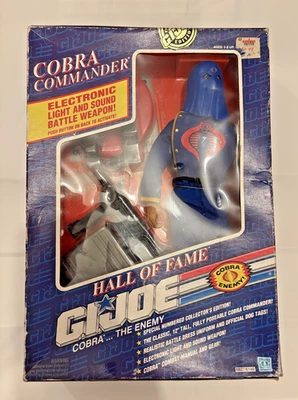 COBRA
COMMANDER
ELECTRONIC
LIGHT AND SOUND
BATTLE WEAPON!
PUSH BUTTON ON BACK TO ACTIVATE!
HALL OF FAME
G.I.JOE
COBRA... THE ENEMY
COBRA
ENEMY
• SPECIAL NUMBERED COLLECTOR'S EDITION!
• THE CLASSIC, 12" TALL, FULLY POSABLE COBRA COMMANDER!
• REALISTIC BATTLE DRESS UNIFORM AND OFFICIAL DOG TAGS!
• ELECTRONIC LIGHT AND SOUND WEAPON!
• COBRA COMBAT MANUAL AND GEAR!